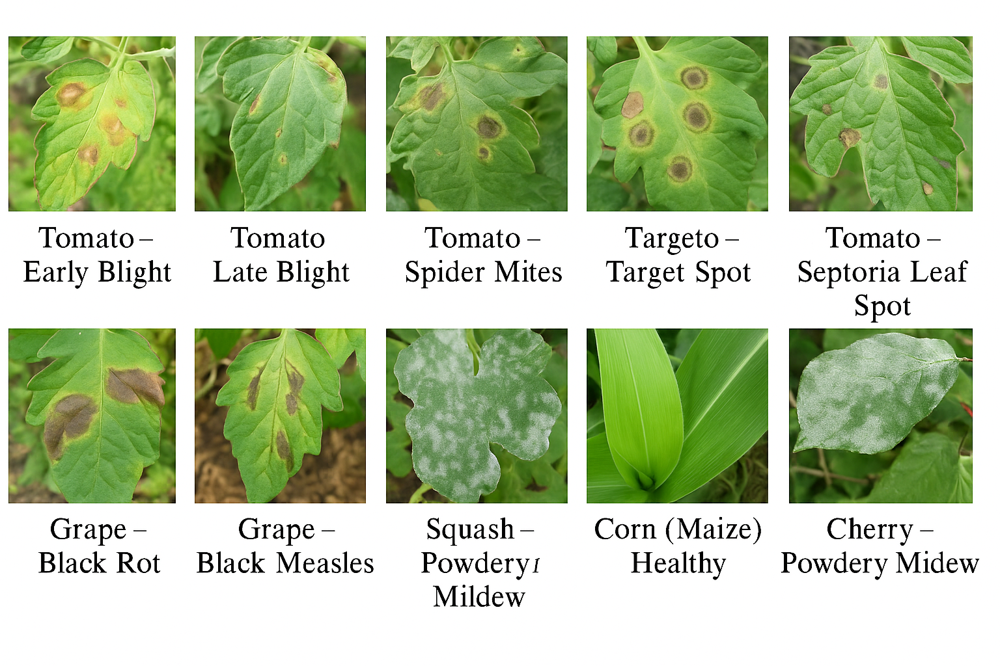 Tomato –
Early Blight
Tomato
Late Blight
Tomato –
Spider Mites
Targeto –
Target Spot
Tomato –
Septoria Leaf
Spot
Grape –
Black Rot
Grape –
Black Measles
Squash –
Powdery1
Mildew
Corn (Maize)
Healthy
Cherry –
Powdery Midew